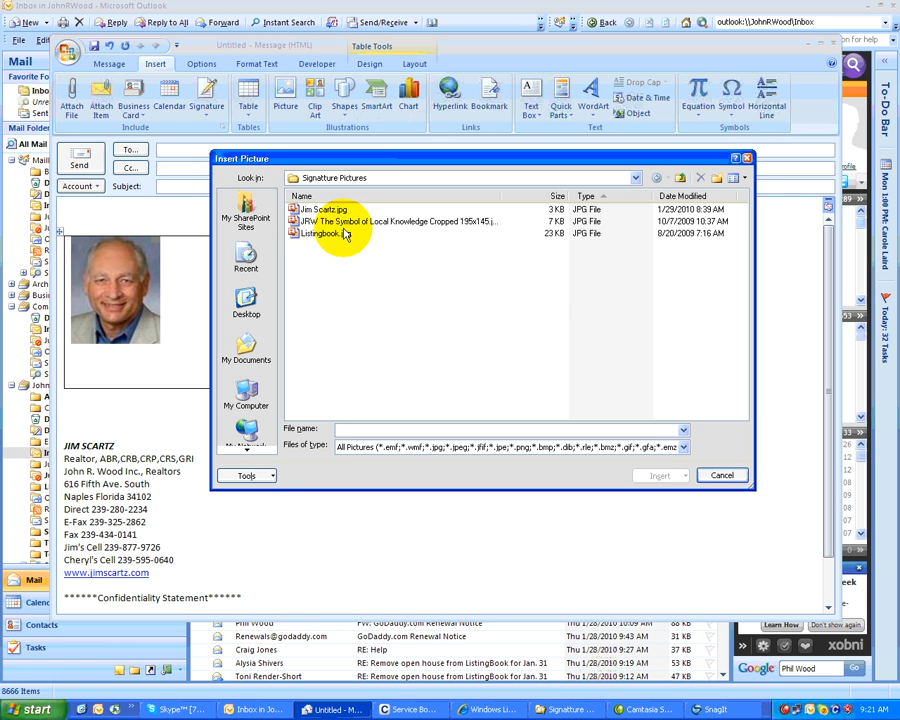 Inbox in JohnRWood - Microsoft Outlook
New Reply Reply to All Forward Instant Search Send/Receive Back outlook:\\JohnRWood\Inbox
File
Untitled - Message (HTML) Table Tools
Mail Message Insert Options Format Text Developer Design Layout
Attach File Attach Item Business Card Calendar Signature Table Picture Clip Art Shapes SmartArt Chart Hyperlink Bookmark Text Box Quick Parts WordArt Drop Cap Date & Time Object Equation Symbol Horizontal Line
Include Tables Illustrations Links Text Symbols
Mail Folder
All Mail
Send To...
Cc...
Account Subject:
To-Do Bar
Mon 1:00 PM: Carole Laird
Today: 32 Tasks
Insert Picture
Look in: Signatture Pictures
Name Size Type Date Modified
Jim Scartz.jpg 3 KB JPG File 1/29/2010 8:39 AM
JRW The Symbol of Local Knowledge Cropped 195x145.j... 7 KB JPG File 10/7/2009 10:37 AM
Listingbook.jpg 23 KB JPG File 8/20/2009 7:16 AM
My SharePoint Sites
Recent
Desktop
My Documents
My Computer
File name:
Files of type: All Pictures (*.emf;*.wmf;*.jpg;*.jpeg;*.jfif;*.jpe;*.png;*.bmp;*.dib;*.rle;*.bmz;*.gif;*.gfa;*.emz
Tools Insert Cancel
JIM SCARTZ
Realtor, ABR,CRB,CRP,CRS,GRI
John R. Wood Inc., Realtors
616 Fifth Ave. South
Naples Florida 34102
Direct 239-280-2234
E-Fax 239-325-2862
Fax 239-434-0141
Jim's Cell 239-877-9726
Cheryl's Cell 239-595-0640
www.jimscartz.com
******Confidentiality Statement******
Mail
Contacts
Tasks
Phil Wood FW: GoDaddy.com Renewal Notice Thu 1/28/2010 10:09 AM 38 KB
Renewals@godaddy.com GoDaddy.com Renewal Notice Thu 1/28/2010 9:43 AM 31 KB
Craig Jones RE: Help Thu 1/28/2010 9:27 AM 37 KB
Alysia Shivers RE: Remove open house from ListingBook for Jan. 31 Thu 1/28/2010 9:19 AM 53 KB
Toni Render-Short RE: Remove open house from ListingBook for Jan. 31 Thu 1/28/2010 9:12 AM 47 KB
Learn How Don't show again
xobni
Google Phil Wood Go
8666 Items
start Skype™ [7... Inbox in Jo... Untitled - M... Service Bo... Windows Li... Signatture ... Camtasia S... SnagIt 9:21 AM